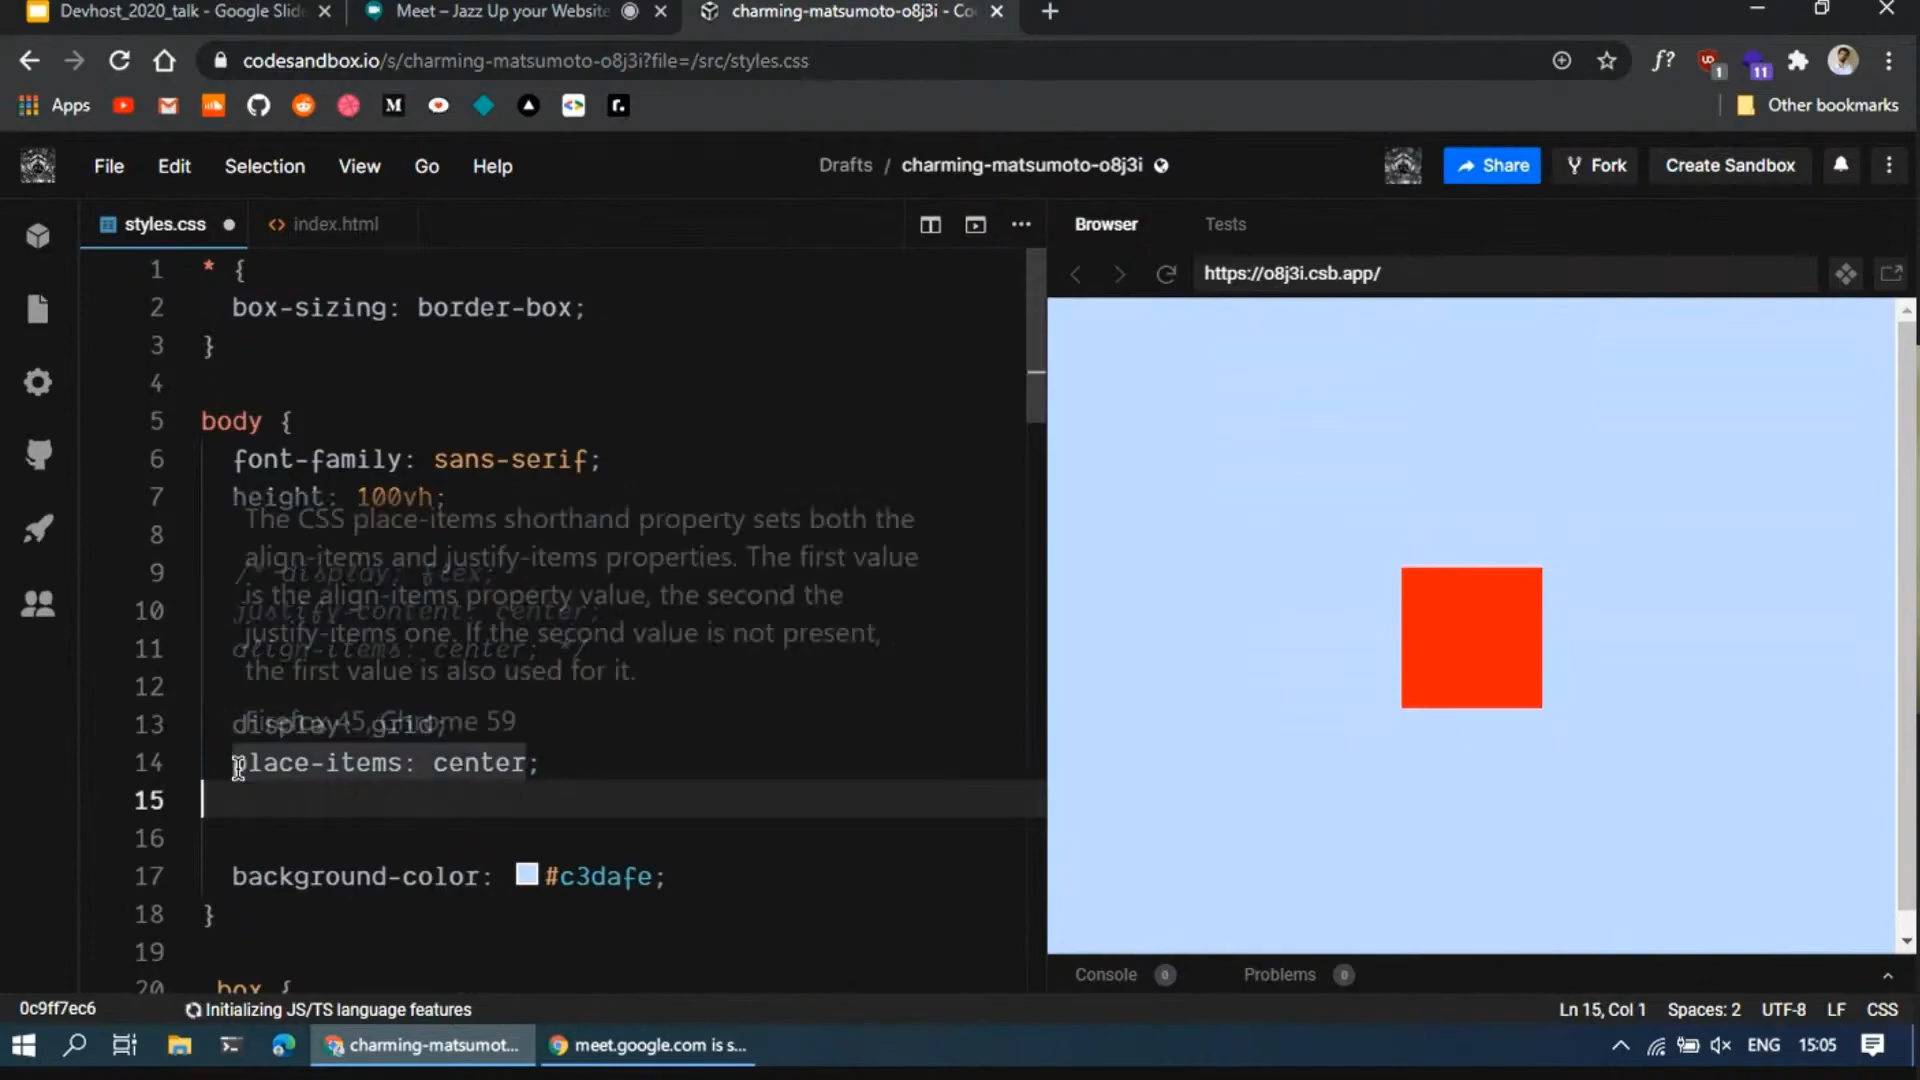 Devhost_2020_talk - Google Slide
Meet – Jazz Up your Website
charming-matsumoto-o8j3i - Co
codesandbox.io/s/charming-matsumoto-o8j3i?file=/src/styles.css
f?
1
11
Apps
M
r.
Other bookmarks
File
Edit
Selection
View
Go
Help
Drafts / charming-matsumoto-o8j3i
Share
Fork
Create Sandbox
styles.css
index.html
Browser
Tests
https://o8j3i.csb.app/
1 * {
2 box-sizing: border-box;
3 }
4
5 body {
6 font-family: sans-serif;
7 height: 100vh;
8
The CSS place-items shorthand property sets both the
align-items and justify-items properties. The first value
9 /* display: flex;
is the align-items property value, the second the
10 justify-content: center;
justify-items one. If the second value is not present,
11 align-items: center; */
the first value is also used for it.
12
Firefox 45, Chrome 59
13 display: grid;
14 place-items: center;
15
16
17 background-color: #c3dafe;
18 }
19
20 box {
Console 0
Problems 0
0c9ff7ec6
Initializing JS/TS language features
Ln 15, Col 1
Spaces: 2
UTF-8
LF
CSS
charming-matsumot...
meet.google.com is s...
ENG
15:05